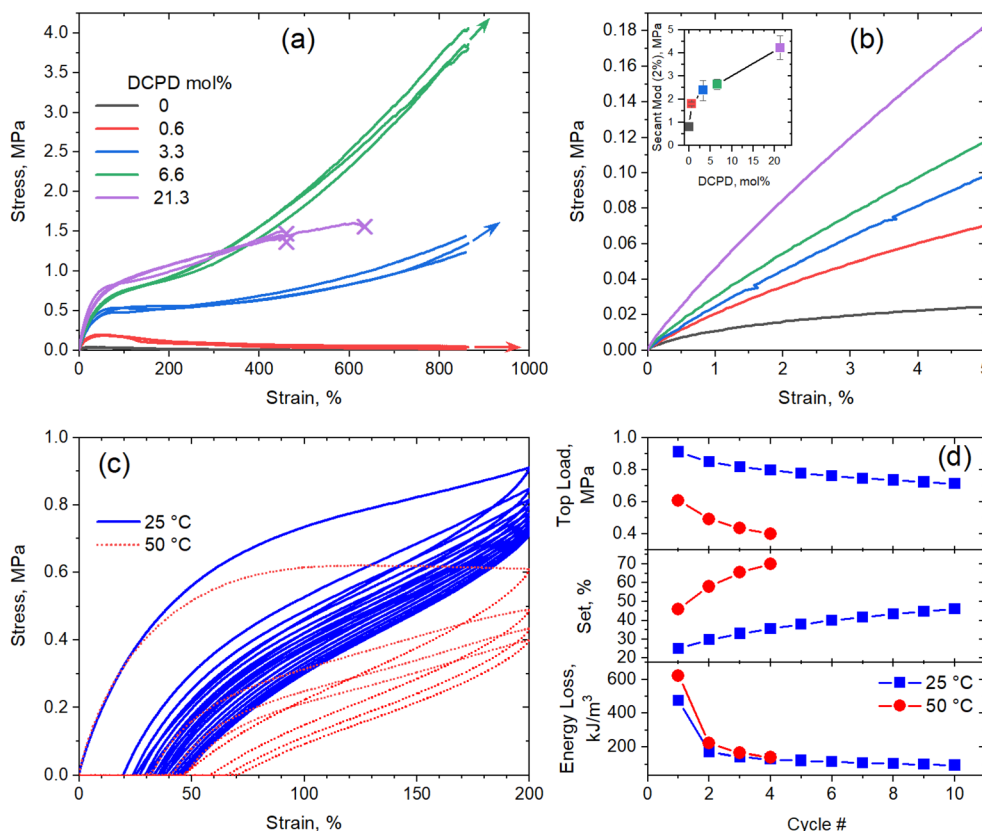 (a)
DCPD mol%
0
0.6
3.3
6.6
21.3
Stress, MPa
4.0
3.5
3.0
2.5
2.0
1.5
1.0
0.5
0.0
0 200 400 600 800 1000
Strain, %
(b)
Stress, MPa
0.18
0.16
0.14
0.12
0.10
0.08
0.06
0.04
0.02
0.00
0 1 2 3 4 5
Strain, %
Secant Mod (2%), MPa
5
4
3
2
1
0
0 5 10 15 20
DCPD, mol%
(c)
25 °C
50 °C
Stress, MPa
1.0
0.8
0.6
0.4
0.2
0.0
0 50 100 150 200
Strain, %
(d)
Top Load,
MPa
1.0
0.8
0.6
0.4
Set, %
70
60
50
40
30
20
Energy Loss,
kJ/m³
600
400
200
25 °C
50 °C
0 2 4 6 8 10
Cycle #